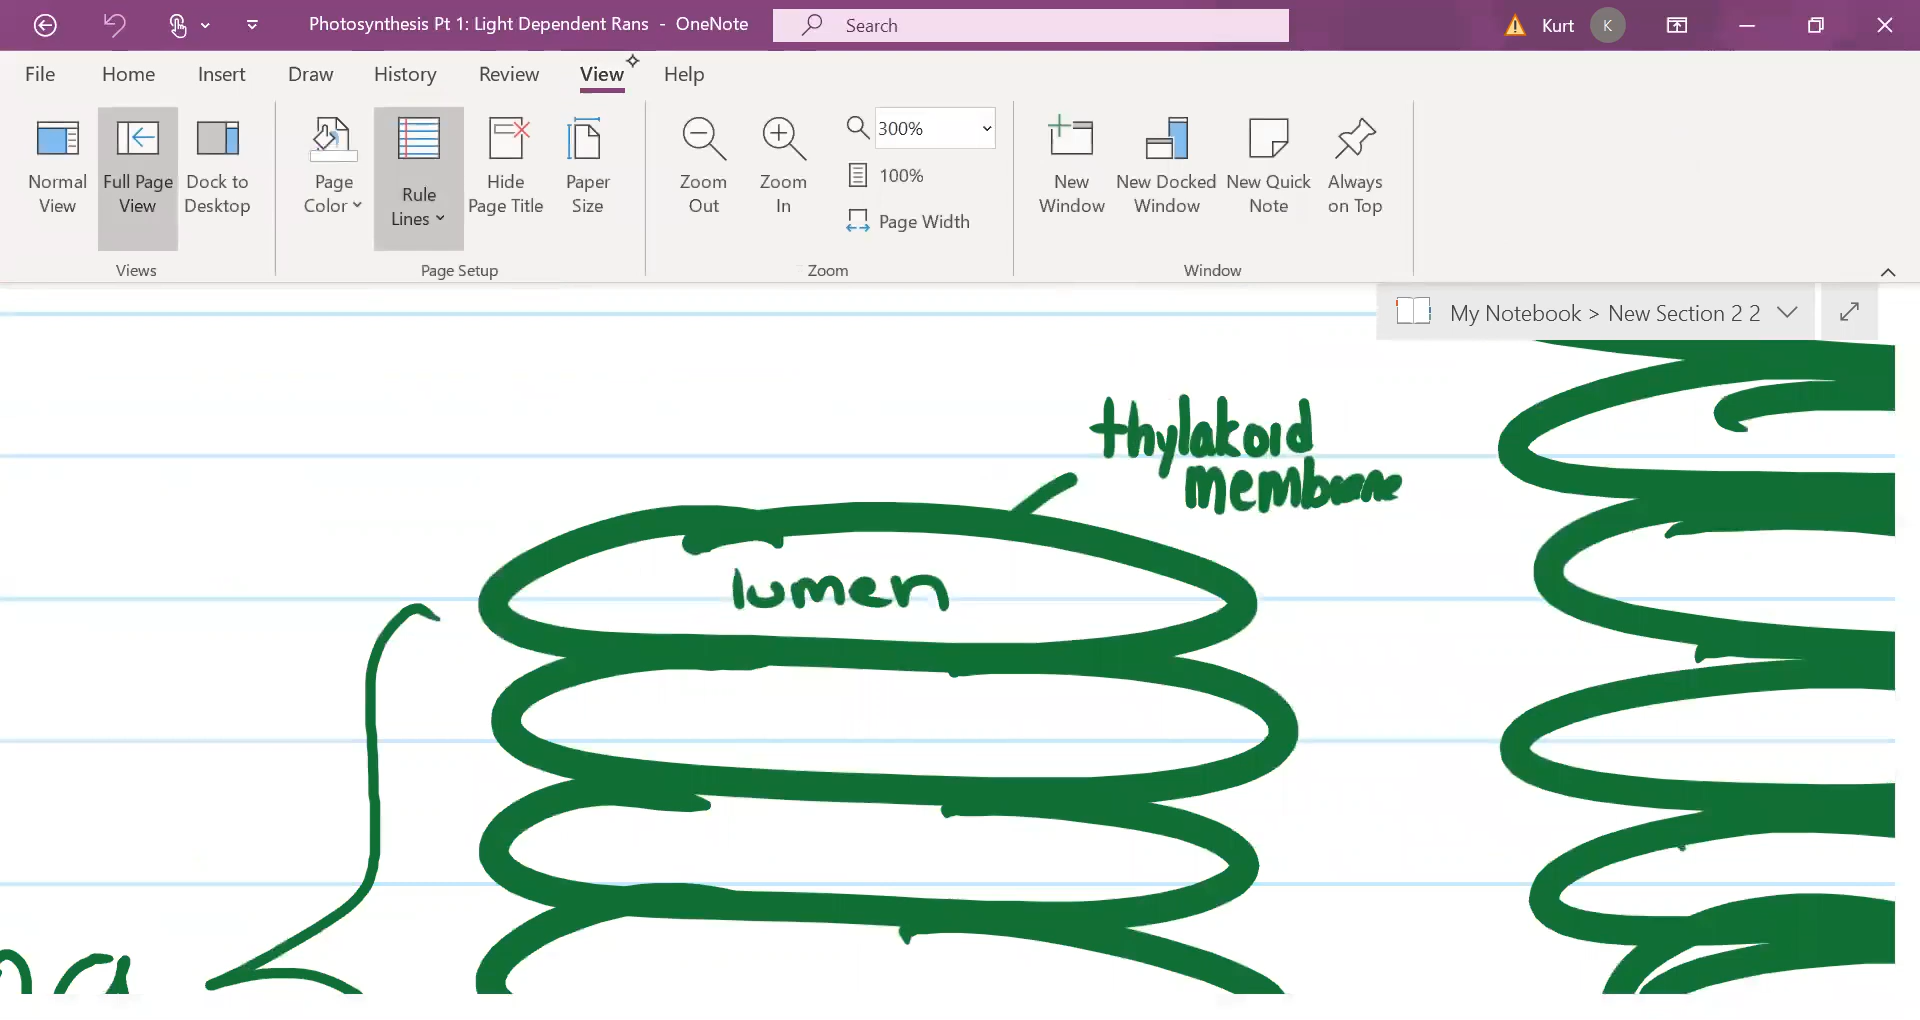 Photosynthesis Pt 1: Light Dependent Rans - OneNote
Search
Kurt
K
File Home Insert Draw History Review View Help
Normal View
Full Page View
Dock to Desktop
Views
Page Color
Rule Lines
Hide Page Title
Paper Size
Page Setup
Zoom Out
Zoom In
300%
100%
Page Width
Zoom
New Window
New Docked Window
New Quick Note
Always on Top
Window
My Notebook > New Section 2 2
thylakoid
membrane
lumen